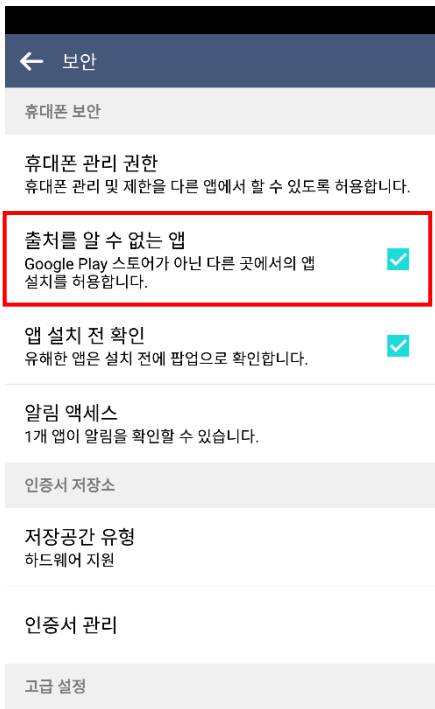 보안
휴대폰 보안
휴대폰 관리 권한
휴대폰 관리 및 제한을 다른 앱에서 할 수 있도록 허용합니다.
출처를 알 수 없는 앱
Google Play 스토어가 아닌 다른 곳에서의 앱
설치를 허용합니다.
앱 설치 전 확인
유해한 앱은 설치 전에 팝업으로 확인합니다.
알림 액세스
1개 앱이 알림을 확인할 수 있습니다.
인증서 저장소
저장공간 유형
하드웨어 지원
인증서 관리
고급 설정